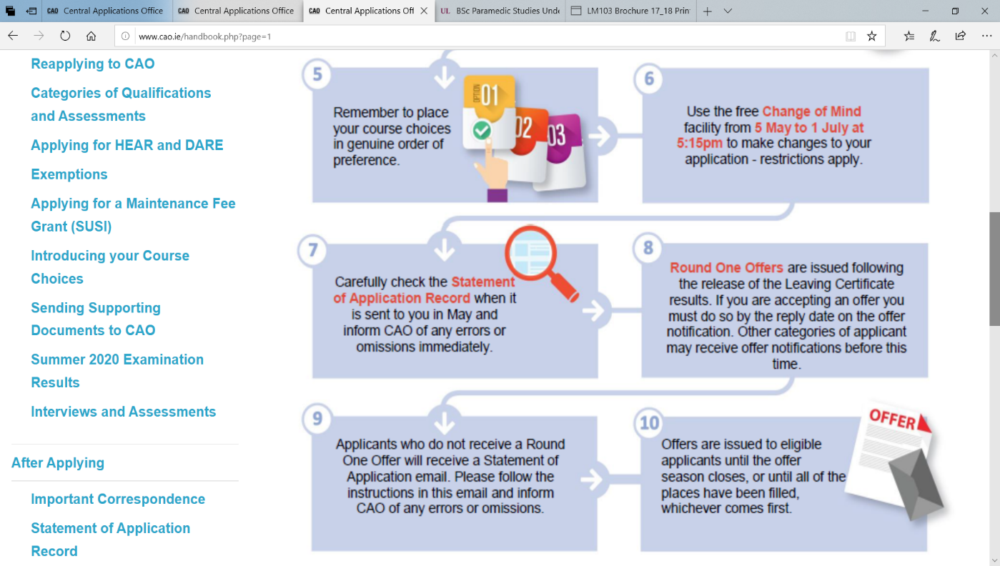 CAO Central Applications Office
CAO Central Applications Office
CAO Central Applications Off
UL BSc Paramedic Studies Unde
LM103 Brochure 17_18 Prin
www.cao.ie/handbook.php?page=1
Reapplying to CAO
Categories of Qualifications
and Assessments
Applying for HEAR and DARE
Exemptions
Applying for a Maintenance Fee
Grant (SUSI)
Introducing your Course
Choices
Sending Supporting
Documents to CAO
Summer 2020 Examination
Results
Interviews and Assessments
After Applying
Important Correspondence
Statement of Application
Record
5
Remember to place
your course choices
in genuine order of
preference.
OPTION
01
02
03
6
Use the free Change of Mind
facility from 5 May to 1 July at
5:15pm to make changes to your
application - restrictions apply.
7
Carefully check the Statement
of Application Record when it
is sent to you in May and
inform CAO of any errors or
omissions immediately.
8
Round One Offers are issued following
the release of the Leaving Certificate
results. If you are accepting an offer you
must do so by the reply date on the offer
notification. Other categories of applicant
may receive offer notifications before this
time.
9
Applicants who do not receive a Round
One Offer will receive a Statement of
Application email. Please follow the
instructions in this email and inform
CAO of any errors or omissions.
10
Offers are issued to eligible
applicants until the offer
season closes, or until all of the
places have been filled,
whichever comes first.
OFFER